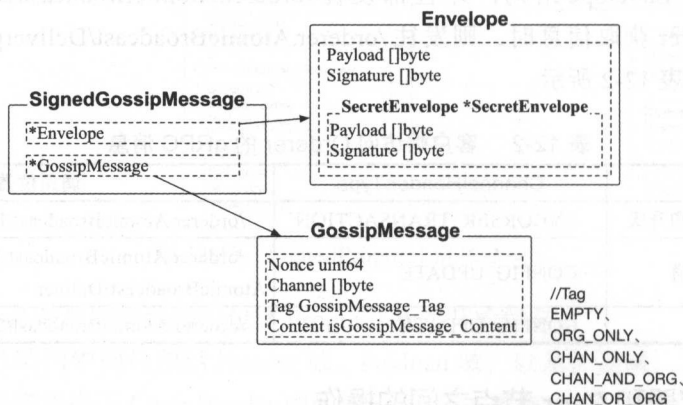 Envelope
Payload []byte
Signature []byte
SecretEnvelope *SecretEnvelope
Payload []byte
Signature []byte
SignedGossipMessage
*Envelope
*GossipMessage
GossipMessage
Nonce uint64
Channel []byte
Tag GossipMessage_Tag
Content isGossipMessage_Content
//Tag
EMPTY、
ORG_ONLY、
CHAN_ONLY、
CHAN_AND_ORG、
CHAN_OR_ORG